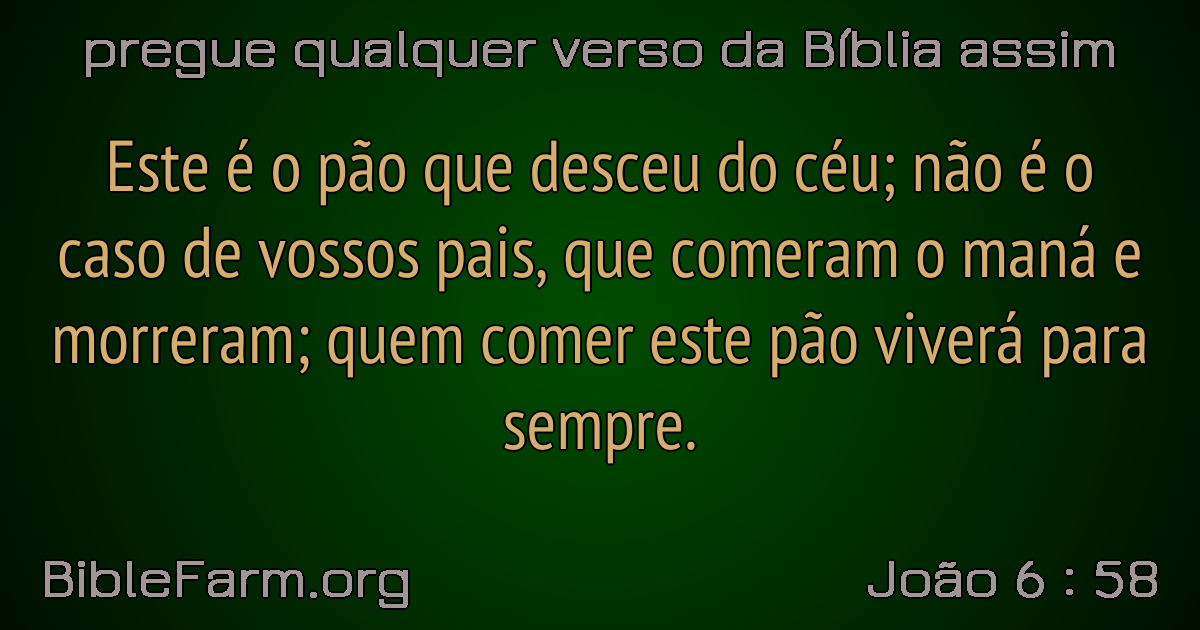 pregue qualquer verso da Bíblia assim
Este é o pão que desceu do céu; não é o
caso de vossos pais, que comeram o maná e
morreram; quem comer este pão viverá para
sempre.
BibleFarm.org
João 6 : 58